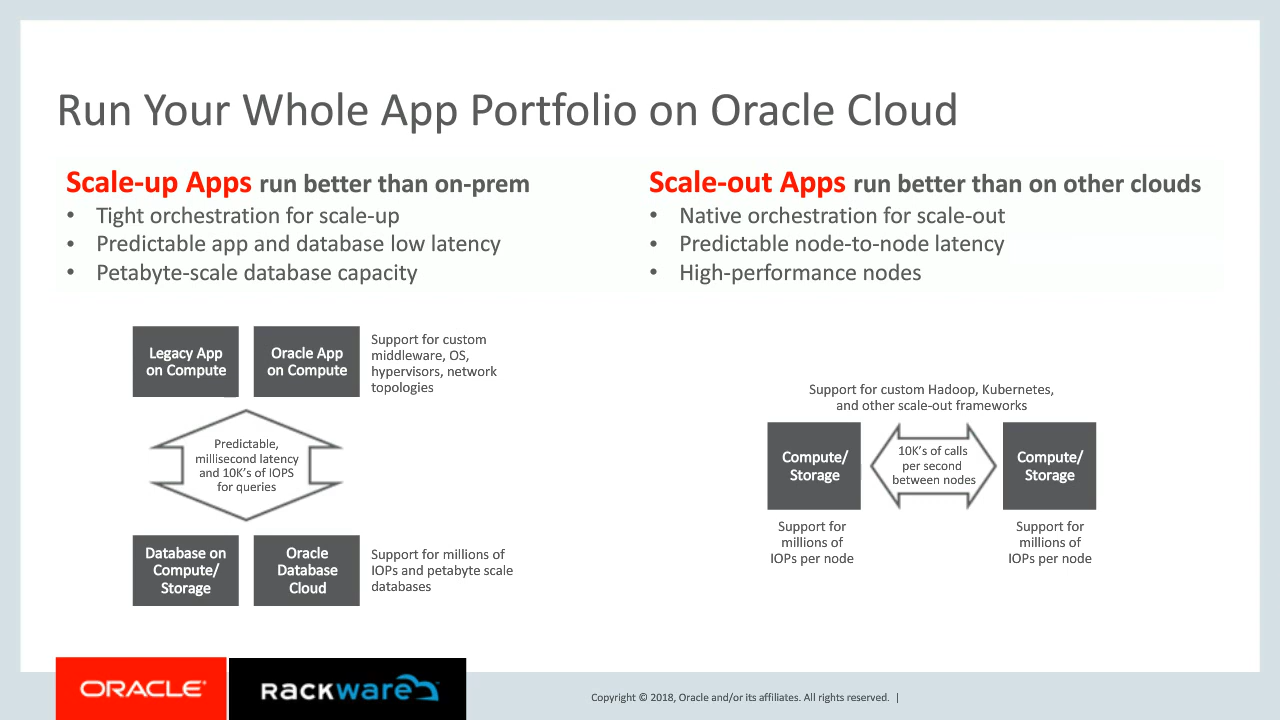 Run Your Whole App Portfolio on Oracle Cloud
Scale-up Apps run better than on-prem
• Tight orchestration for scale-up
• Predictable app and database low latency
• Petabyte-scale database capacity
Scale-out Apps run better than on other clouds
• Native orchestration for scale-out
• Predictable node-to-node latency
• High-performance nodes
Legacy App
on Compute
Oracle App
on Compute
Support for custom
middleware, OS,
hypervisors, network
topologies
Predictable,
millisecond latency
and 10K's of IOPS
for queries
Database on
Compute/
Storage
Oracle
Database
Cloud
Support for millions of
IOPs and petabyte scale
databases
Support for custom Hadoop, Kubernetes,
and other scale-out frameworks
Compute/
Storage
10K's of calls
per second
between nodes
Compute/
Storage
Support for
millions of
IOPs per node
Support for
millions of
IOPs per node
ORACLE®
RACKWARE
Copyright © 2018, Oracle and/or its affiliates. All rights reserved. |